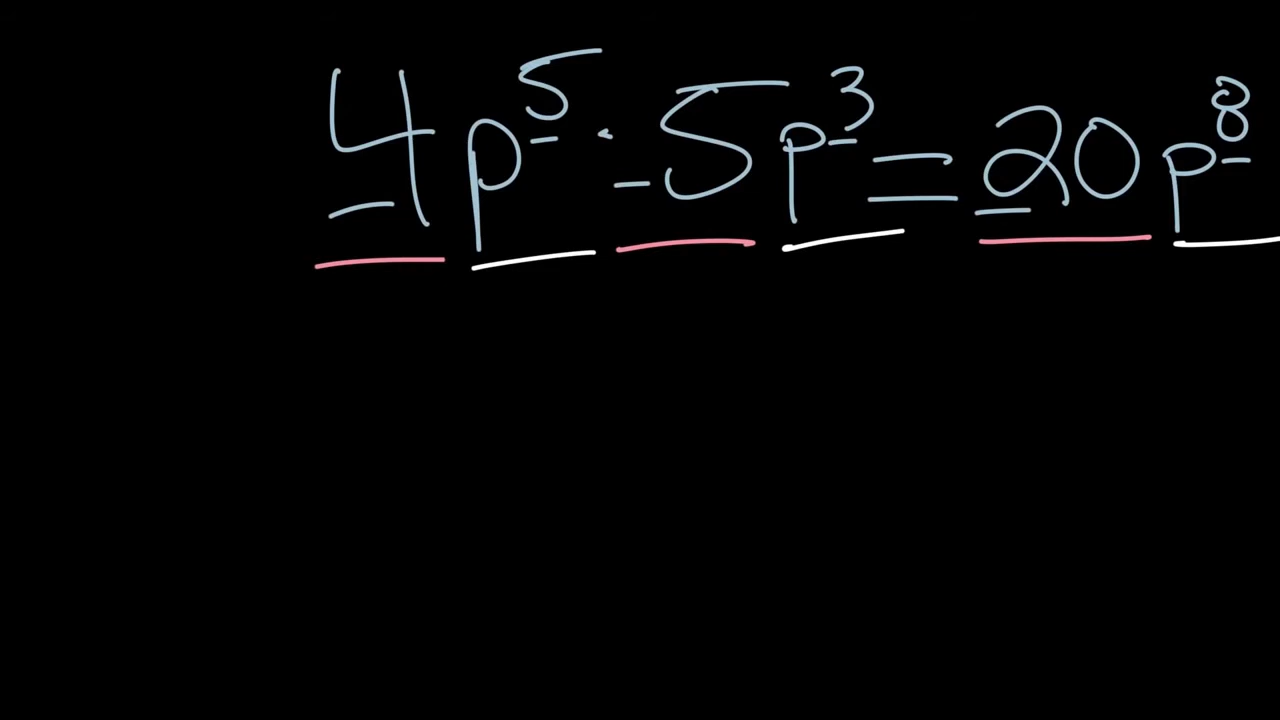 4p⁵ · 5p³ = 20p⁸